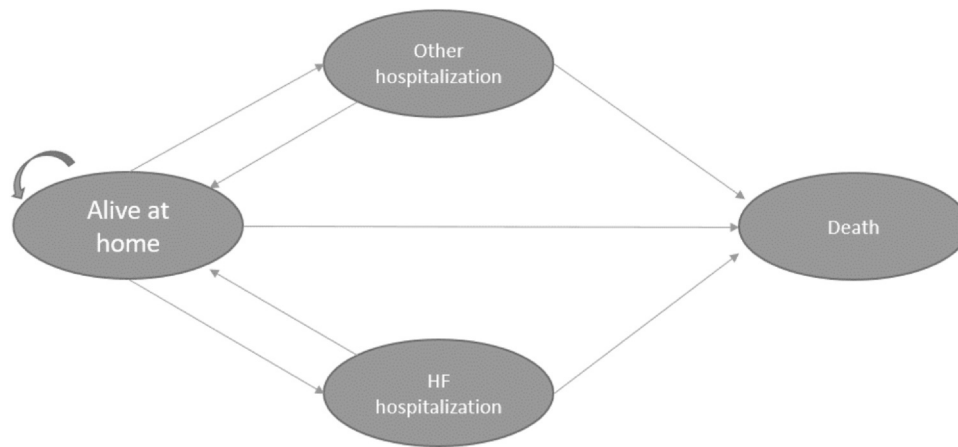 Other
hospitalization
Alive at
home
Death
HF
hospitalization